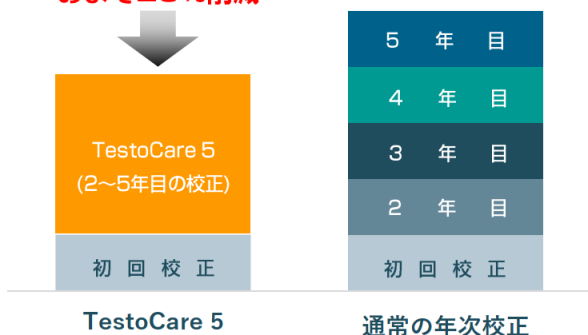 5 年 目
4 年 目
TestoCare 5
(2〜5年目の校正)
3 年 目
2 年 目
初 回 校 正
初 回 校 正
TestoCare 5
通常の年次校正